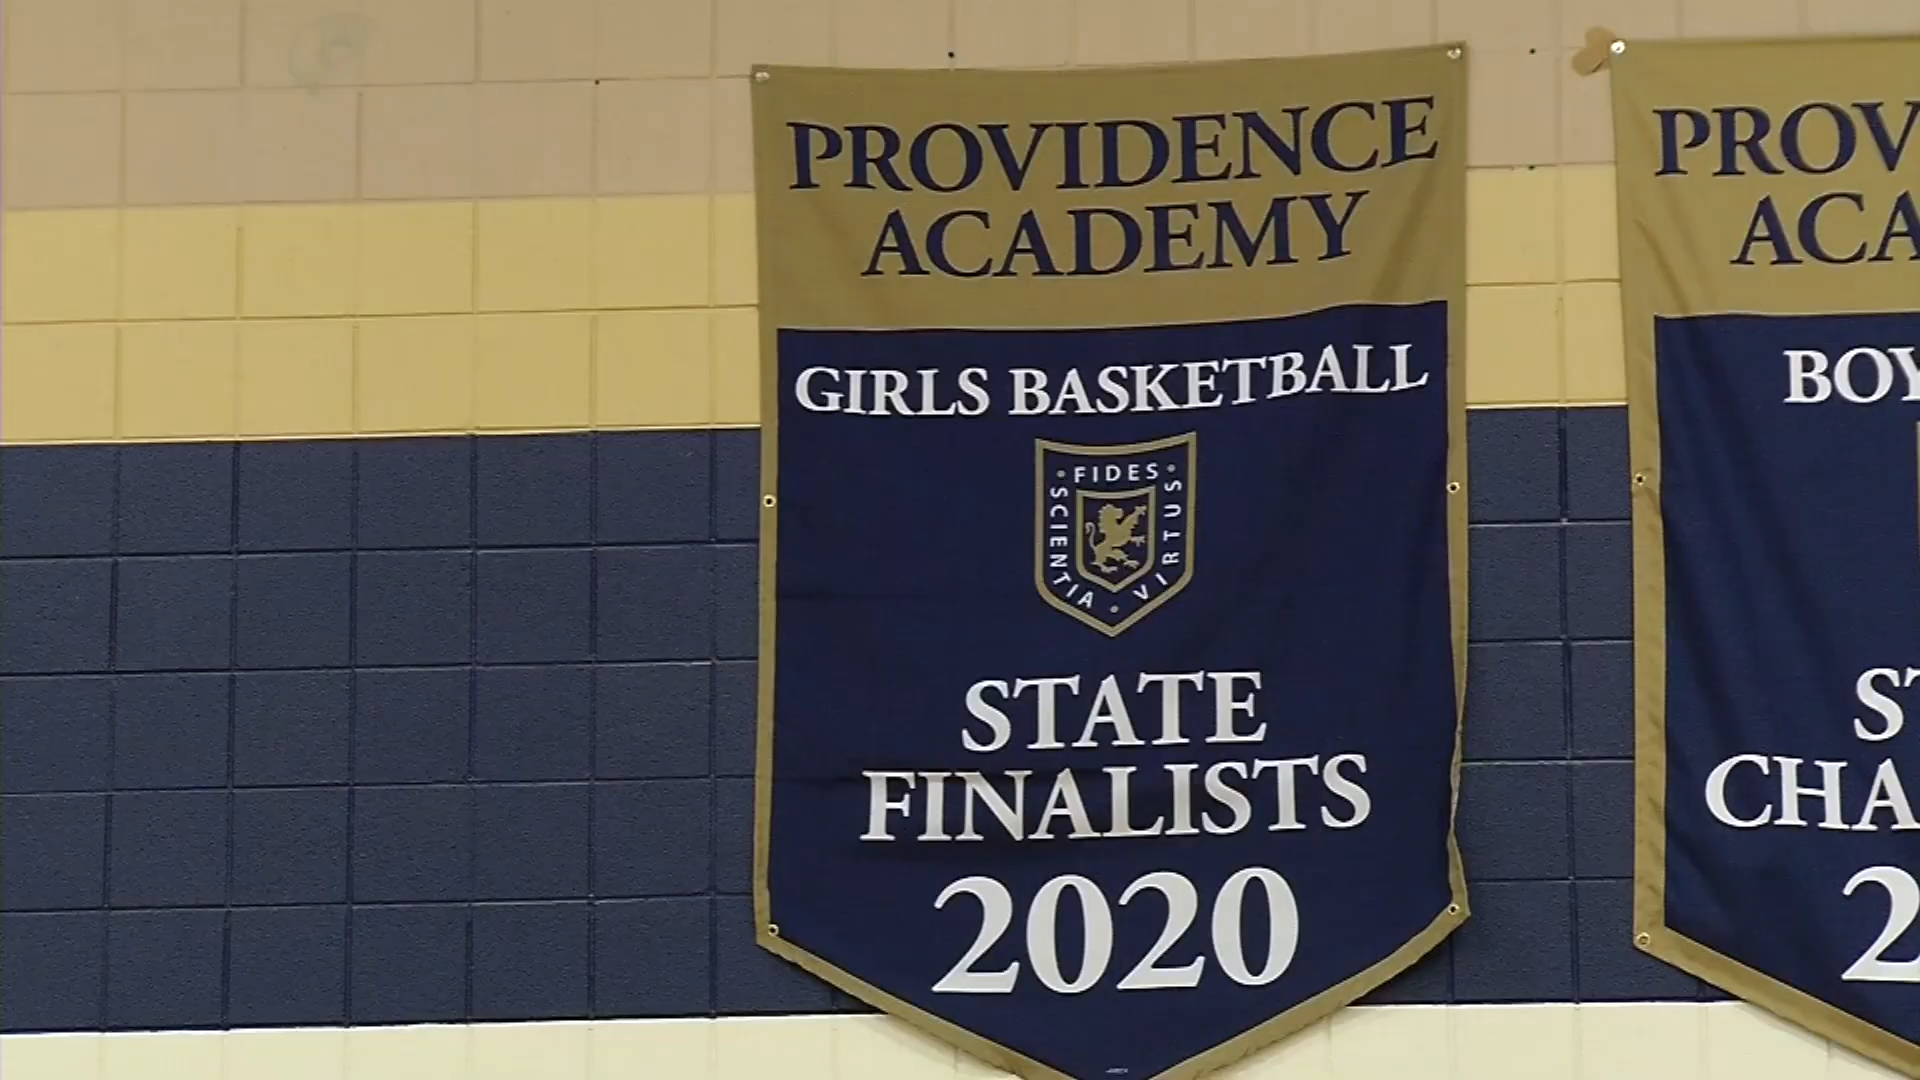 PROVIDENCE
ACADEMY
GIRLS BASKETBALL
FIDES
SCIENTIA
VIRTUS
STATE
FINALISTS
2020
PROV
ACA
BOY
ST
CHA
2